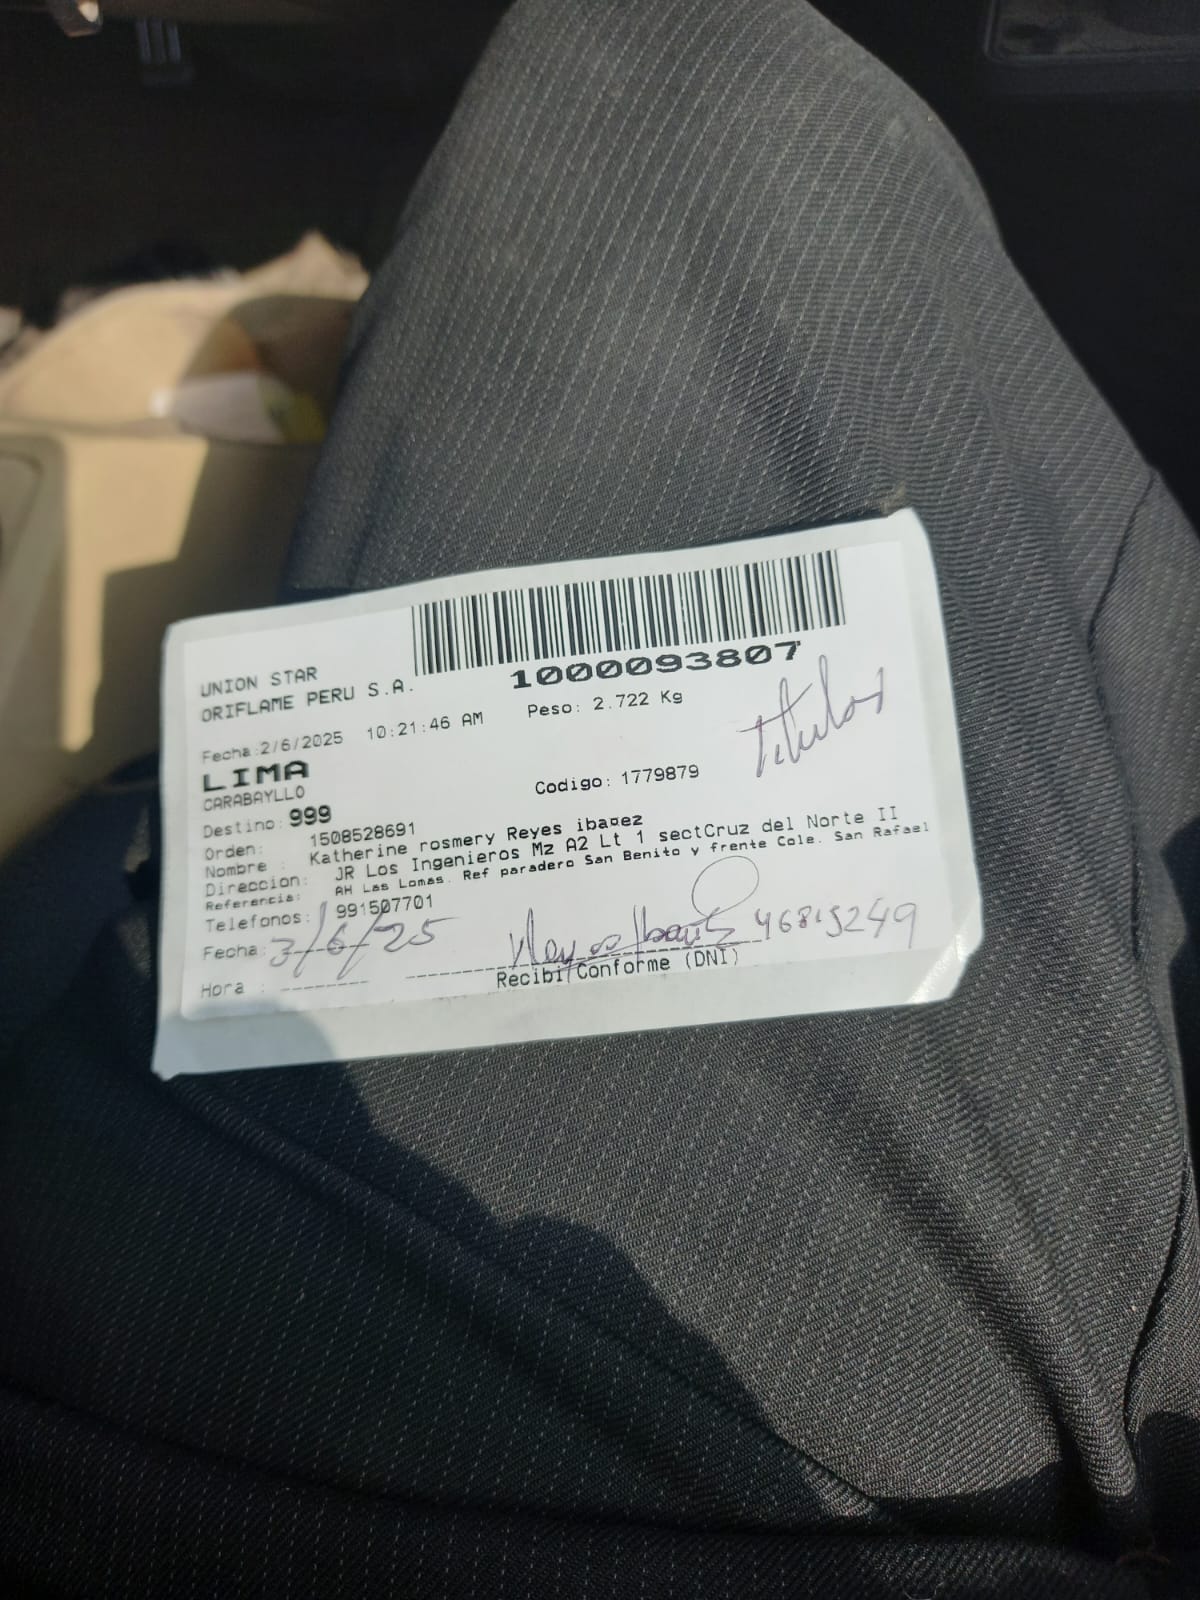 1000093807
UNION STAR
ORIFLAME PERU S.A.
Fecha:2/6/2025 10:21:46 AM Peso: 2.722 Kg
Titular
LIMA
CARABAYLLO Codigo: 1779879
Destino: 999
Orden: 1508528691
Nombre : Katherine rosmery Reyes ibañez
Direccion: JR Los Ingenieros Mz A2 Lt 1 sectCruz del Norte II
Referencia: AH Las Lomas. Ref paradero San Benito y frente Cole. San Rafael
Telefonos: 991507701
Fecha: 3/6/25 Reyes Ibañez 46815249
Hora : Recibi Conforme (DNI)